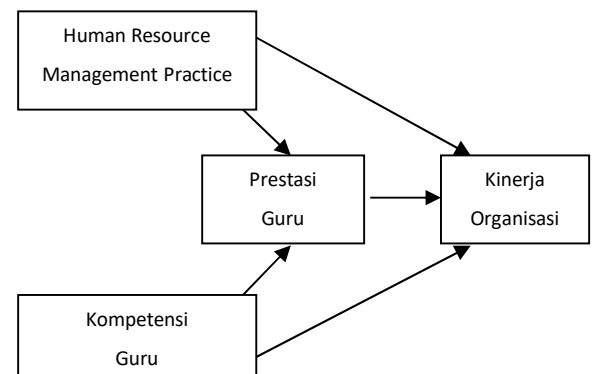 Human Resource
Management Practice
Prestasi
Guru
Kinerja
Organisasi
Kompetensi
Guru